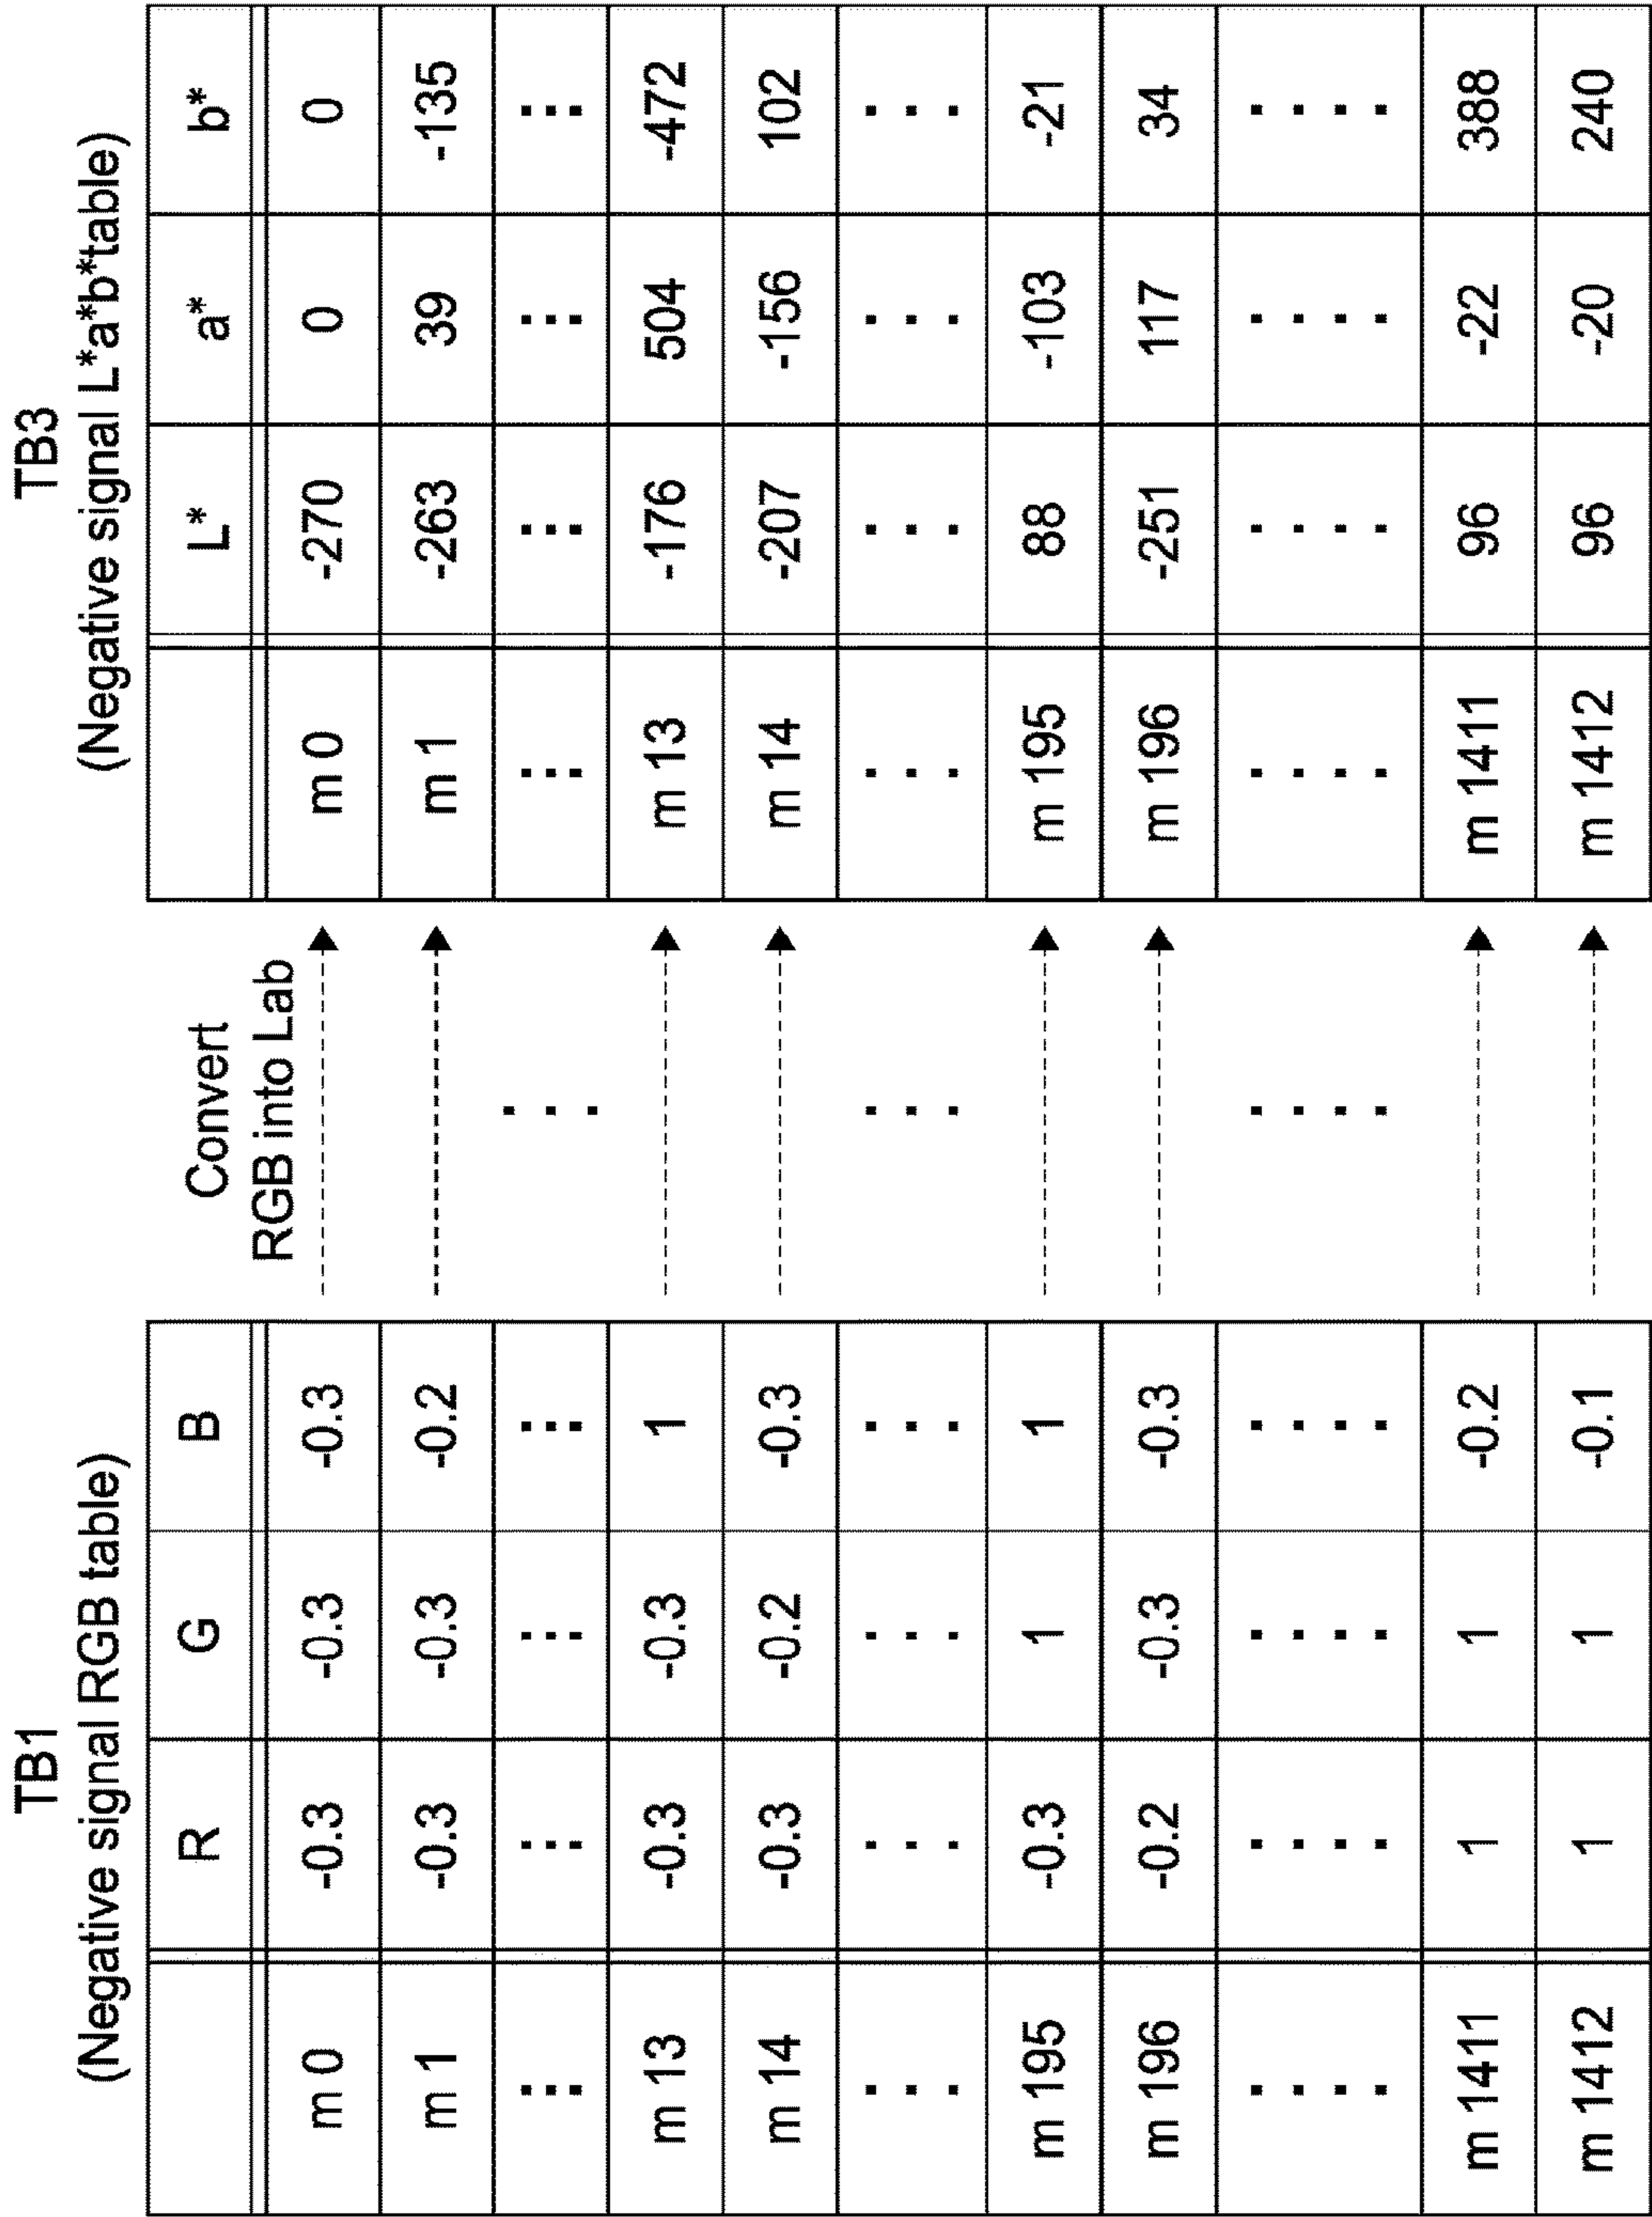 TB1
(Negative signal RGB table)
R G B
m 0 -0.3 -0.3 -0.3
m 1 -0.3 -0.3 -0.2
⋮ ⋮ ⋮ ⋮
m 13 -0.3 -0.3 1
m 14 -0.3 -0.2 -0.3
⋮ ⋮ ⋮ ⋮
m 195 -0.3 1 1
m 196 -0.2 -0.3 -0.3
⋮ ⋮ ⋮ ⋮
m 1411 1 1 -0.2
m 1412 1 1 -0.1
Convert
RGB into Lab
TB3
(Negative signal L*a*b*table)
L* a* b*
m 0 -270 0 0
m 1 -263 39 -135
⋮ ⋮ ⋮ ⋮
m 13 -176 504 -472
m 14 -207 -156 102
⋮ ⋮ ⋮ ⋮
m 195 88 -103 -21
m 196 -251 117 34
⋮ ⋮ ⋮ ⋮
m 1411 96 -22 388
m 1412 96 -20 240